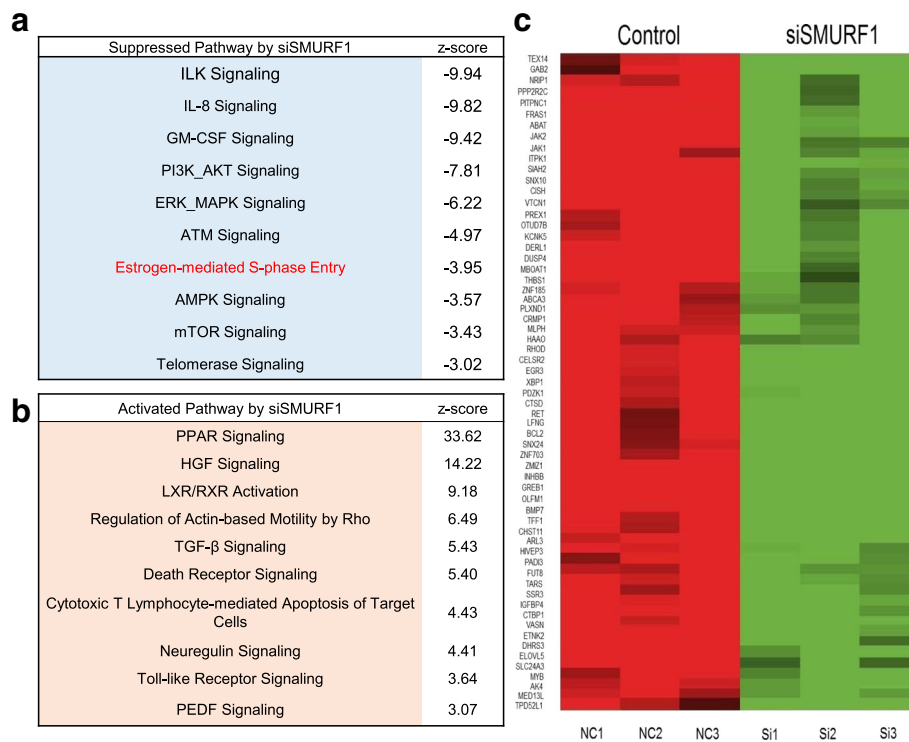 a
Suppressed Pathway by siSMURF1 z-score
ILK Signaling -9.94
IL-8 Signaling -9.82
GM-CSF Signaling -9.42
PI3K_AKT Signaling -7.81
ERK_MAPK Signaling -6.22
ATM Signaling -4.97
Estrogen-mediated S-phase Entry -3.95
AMPK Signaling -3.57
mTOR Signaling -3.43
Telomerase Signaling -3.02
b
Activated Pathway by siSMURF1 z-score
PPAR Signaling 33.62
HGF Signaling 14.22
LXR/RXR Activation 9.18
Regulation of Actin-based Motility by Rho 6.49
TGF-β Signaling 5.43
Death Receptor Signaling 5.40
Cytotoxic T Lymphocyte-mediated Apoptosis of Target
Cells 4.43
Neuregulin Signaling 4.41
Toll-like Receptor Signaling 3.64
PEDF Signaling 3.07
c
Control siSMURF1
TEX14
GAB2
NRIP1
PPP2R2C
PITPNC1
FRAS1
ABAT
JAK2
JAK1
ITPK1
SIAH2
SNX10
CISH
VTCN1
PREX1
OTUD7B
KCNK5
DERL1
DUSP4
MBOAT1
THBS1
ZNF185
ABCA3
PLXND1
CRMP1
MLPH
HAAO
RHOD
CELSR2
EGR3
XBP1
PDZK1
CTSD
RET
LFNG
BCL2
SNX24
ZNF703
ZMIZ1
INHBB
GREB1
OLFM1
BMP7
TFF1
CHST11
ARL3
HIVEP3
PADI3
FUT8
TARS
SSR3
IGFBP4
CTBP1
VASN
ETNK2
DHRS3
ELOVL5
SLC24A3
MYB
AK4
MED13L
TPD52L1
NC1 NC2 NC3 Si1 Si2 Si3